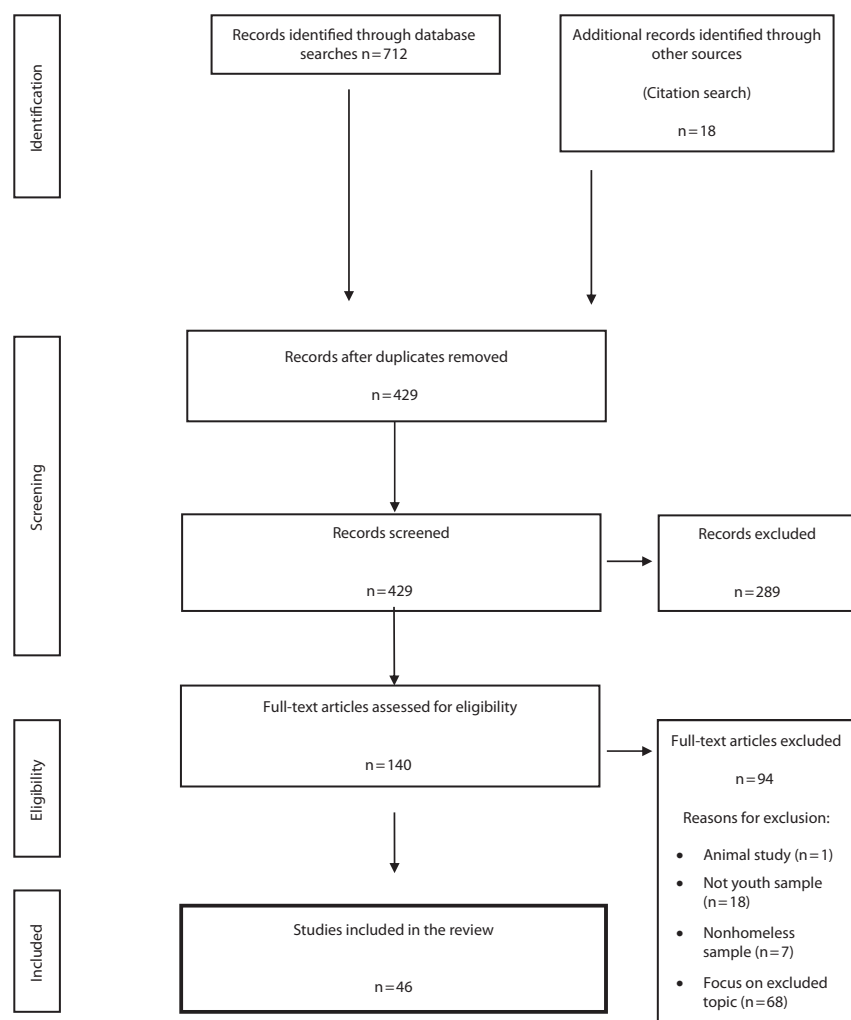 Identification
Records identified through database
searches n=712
Additional records identified through
other sources
(Citation search)
n=18
Screening
Records after duplicates removed
n=429
Records screened
n=429
Records excluded
n=289
Eligibility
Full-text articles assessed for eligibility
n=140
Full-text articles excluded
n=94
Reasons for exclusion:
• Animal study (n=1)
• Not youth sample
(n=18)
• Nonhomeless
sample (n=7)
• Focus on excluded
topic (n=68)
Included
Studies included in the review
n=46